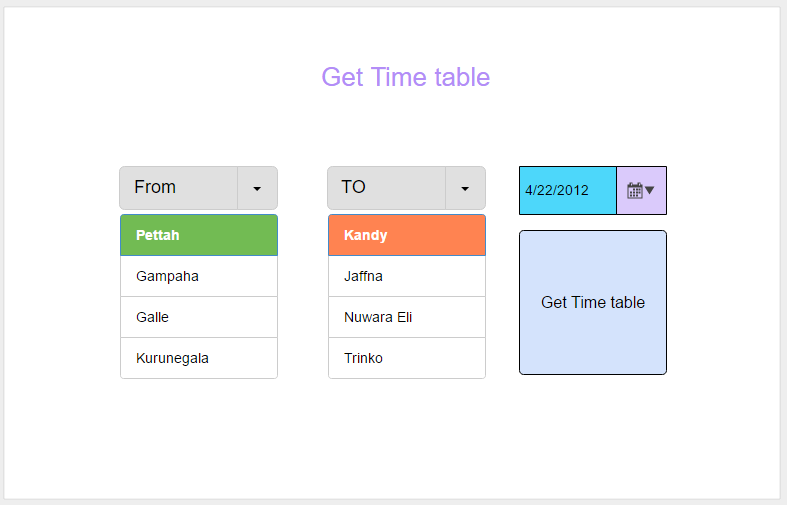 Get Time table
From
TO
4/22/2012
Pettah
Gampaha
Galle
Kurunegala
Kandy
Jaffna
Nuwara Eli
Trinko
Get Time table